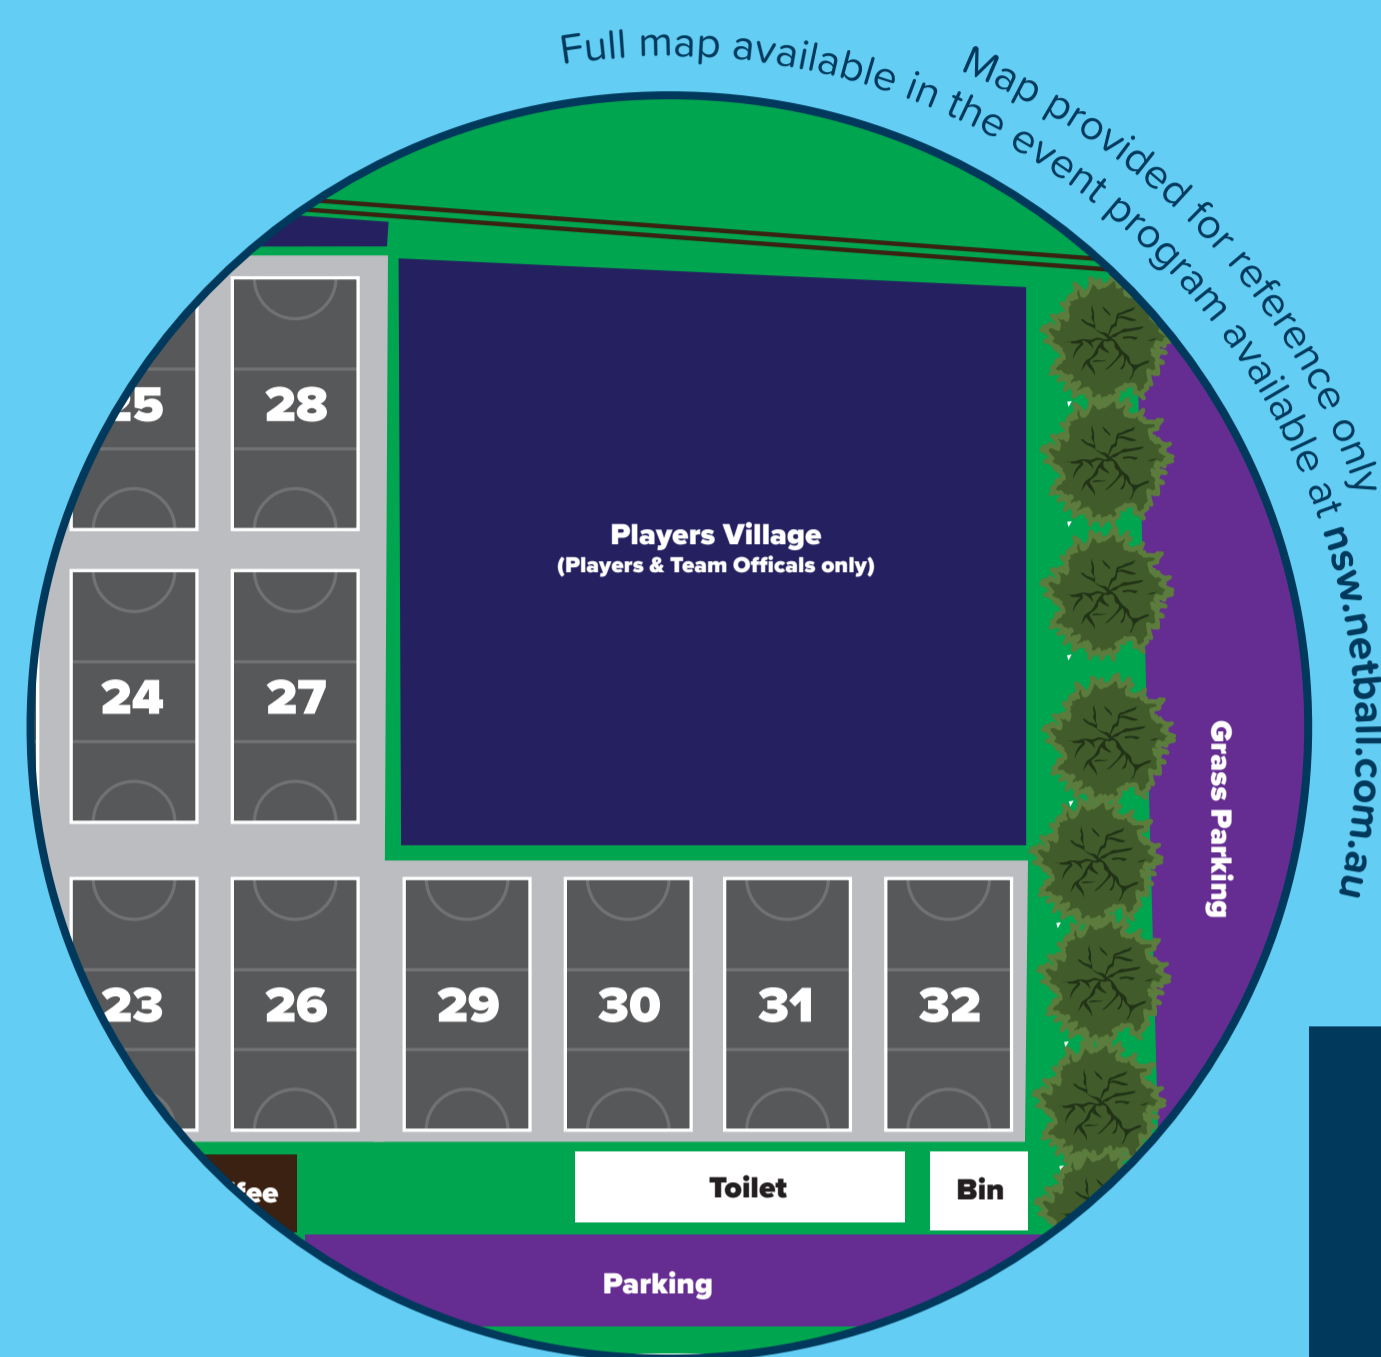 Map provided for reference only
Full map available in the event program available at nsw.netball.com.au
25 28
Players Village
(Players & Team Officals only)
24 27
Grass Parking
23 26 29 30 31 32
Toilet Bin
Parking